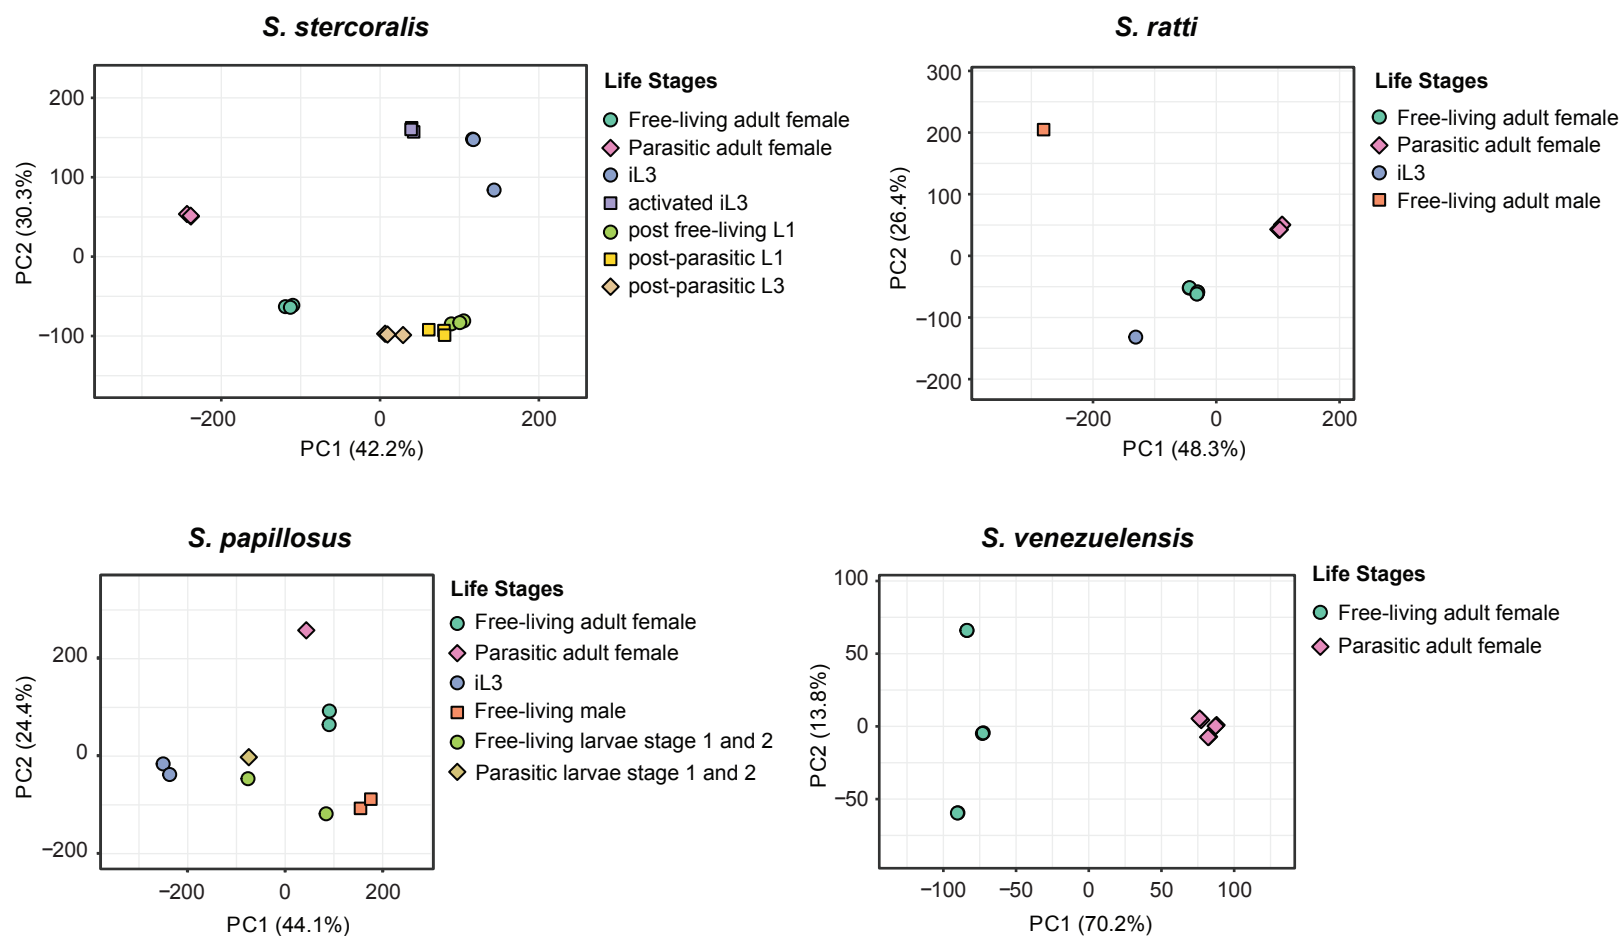 S. stercoralis
200
100
0
−100
PC2 (30.3%)
−200
0
200
PC1 (42.2%)
Life Stages
Free-living adult female
Parasitic adult female
iL3
activated iL3
post free-living L1
post-parasitic L1
post-parasitic L3
S. ratti
300
200
100
0
−100
−200
PC2 (26.4%)
−200
0
200
PC1 (48.3%)
Life Stages
Free-living adult female
Parasitic adult female
iL3
Free-living adult male
S. papillosus
200
0
−200
PC2 (24.4%)
−200
0
200
PC1 (44.1%)
Life Stages
Free-living adult female
Parasitic adult female
iL3
Free-living male
Free-living larvae stage 1 and 2
Parasitic larvae stage 1 and 2
S. venezuelensis
100
50
0
−50
PC2 (13.8%)
−100
−50
0
50
100
PC1 (70.2%)
Life Stages
Free-living adult female
Parasitic adult female